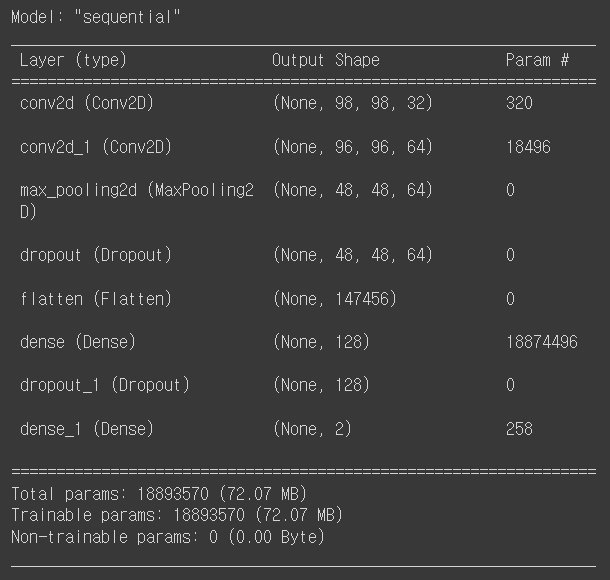 Model: "sequential"
Layer (type) Output Shape Param #
conv2d (Conv2D) (None, 98, 98, 32) 320
conv2d_1 (Conv2D) (None, 96, 96, 64) 18496
max_pooling2d (MaxPooling2 (None, 48, 48, 64) 0
D)
dropout (Dropout) (None, 48, 48, 64) 0
flatten (Flatten) (None, 147456) 0
dense (Dense) (None, 128) 18874496
dropout_1 (Dropout) (None, 128) 0
dense_1 (Dense) (None, 2) 258
Total params: 18893570 (72.07 MB)
Trainable params: 18893570 (72.07 MB)
Non-trainable params: 0 (0.00 Byte)